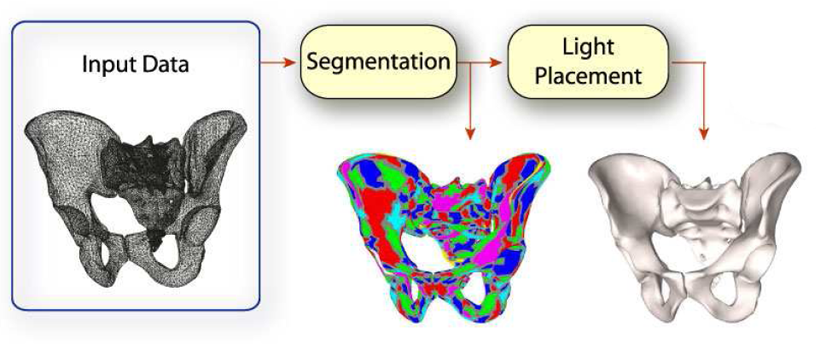 Input Data
Segmentation
Light
Placement